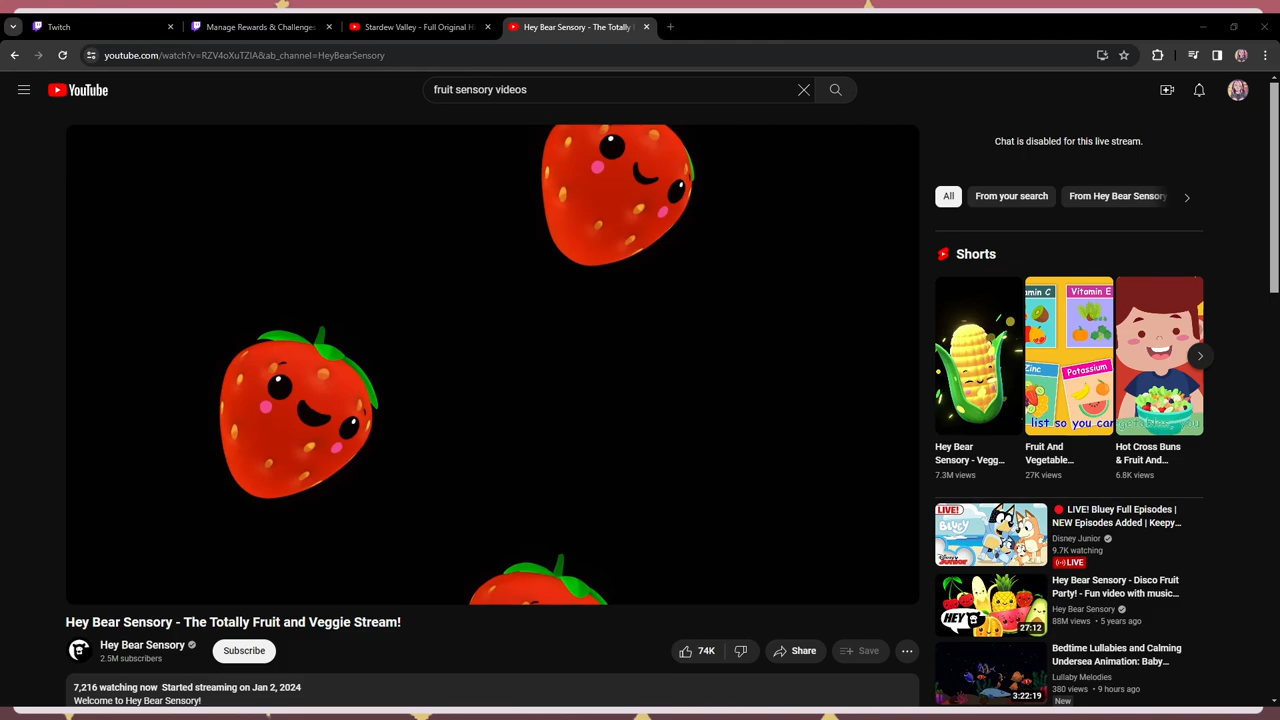 Twitch
Manage Rewards & Challenges
Stardew Valley - Full Original H
Hey Bear Sensory - The Totally
youtube.com/watch?v=RZV4oXuTZIA&ab_channel=HeyBearSensory
YouTube
fruit sensory videos
Chat is disabled for this live stream.
All
From your search
From Hey Bear Sensory
Shorts
Vitamin C
Vitamin E
Zinc
Potassium
list so you can
Hey Bear
Sensory - Vegg...
7.3M views
Fruit And
Vegetable...
27K views
Hot Cross Buns
& Fruit And...
6.8K views
LIVE!
BLUEY
Disney Junior
LIVE! Bluey Full Episodes |
NEW Episodes Added | Keepy...
Disney Junior
9.7K watching
LIVE
HEY
27:12
Hey Bear Sensory - Disco Fruit
Party! - Fun video with music...
Hey Bear Sensory
88M views • 5 years ago
3:22:19
Bedtime Lullabies and Calming
Undersea Animation: Baby...
Lullaby Melodies
380 views • 9 hours ago
New
Hey Bear Sensory - The Totally Fruit and Veggie Stream!
Hey Bear Sensory
2.5M subscribers
Subscribe
74K
Share
Save
7,216 watching now Started streaming on Jan 2, 2024
Welcome to Hey Bear Sensory!